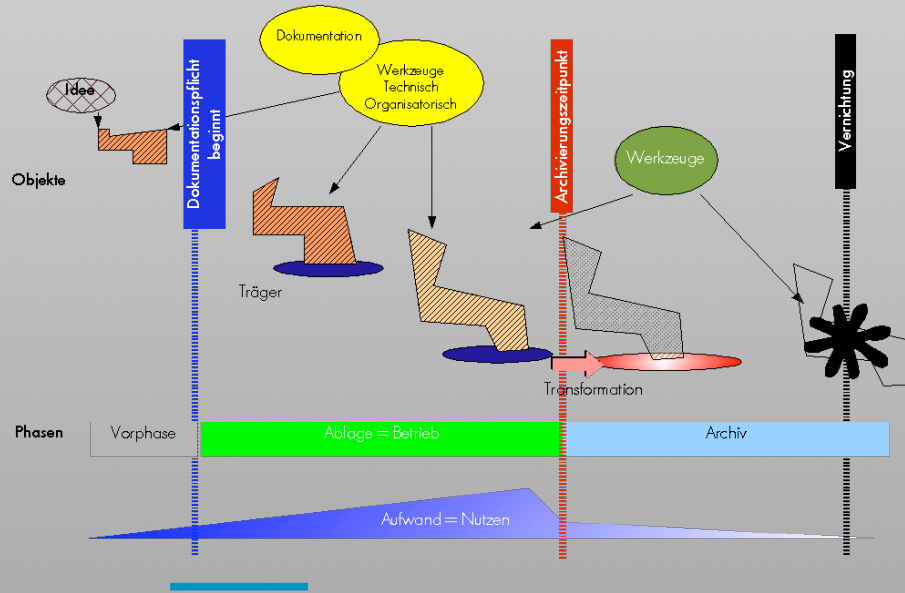 Dokumentation
Werkzeuge
Technisch
Organisatorisch
Idee
Dokumentationspflicht
beginnt
Archivierungszeitpunkt
Vernichtung
Werkzeuge
Objekte
Träger
Transformation
Phasen
Vorphase
Ablage = Betrieb
Archiv
Aufwand = Nutzen